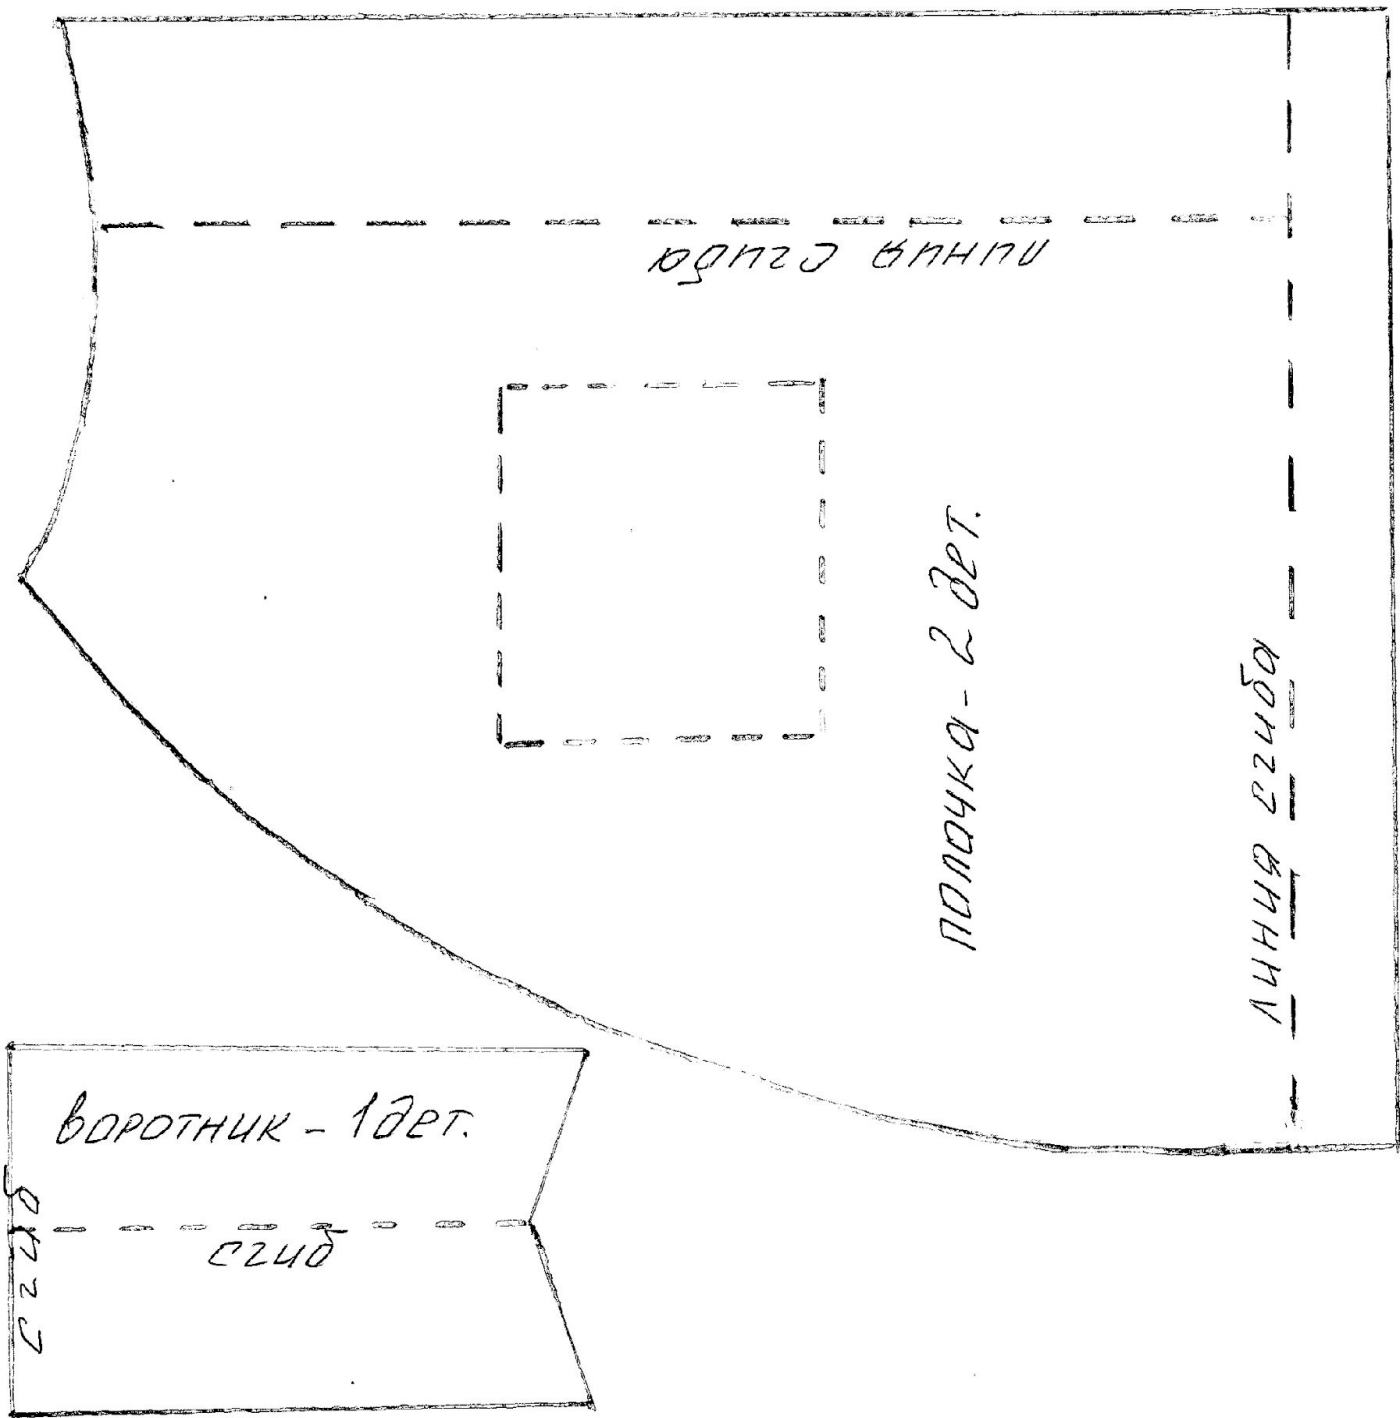 линия сгиба
полочка - 2 дет.
линия сгиба
воротник - 1 дет.
сгиб
сгиб